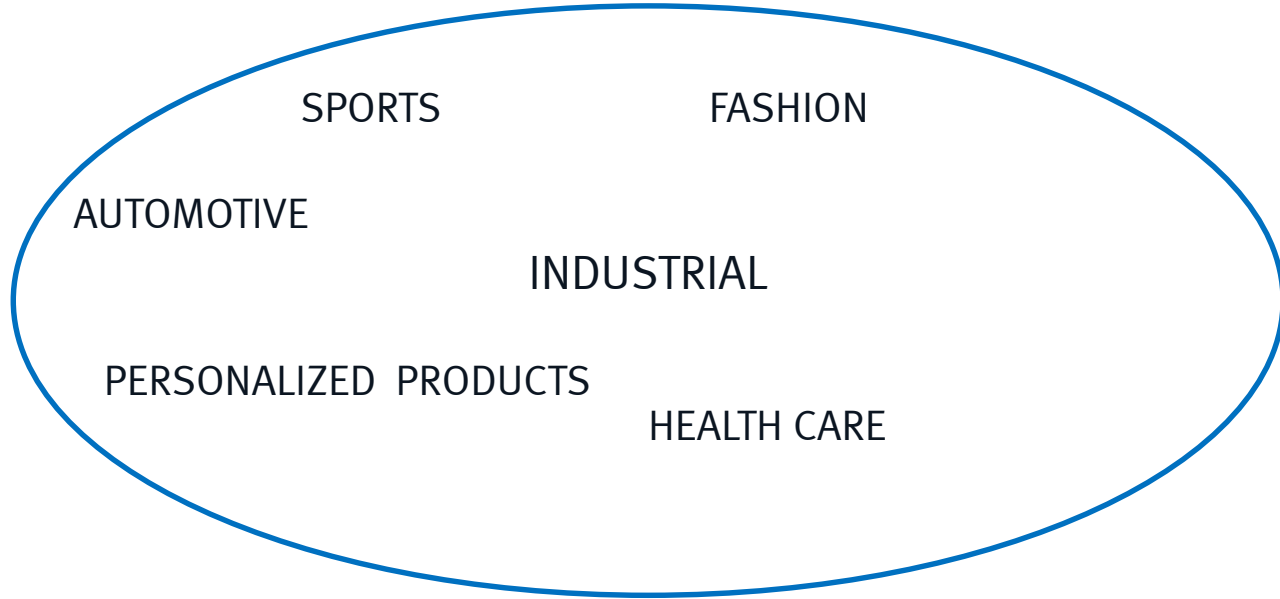 SPORTS
FASHION
AUTOMOTIVE
INDUSTRIAL
PERSONALIZED PRODUCTS
HEALTH CARE